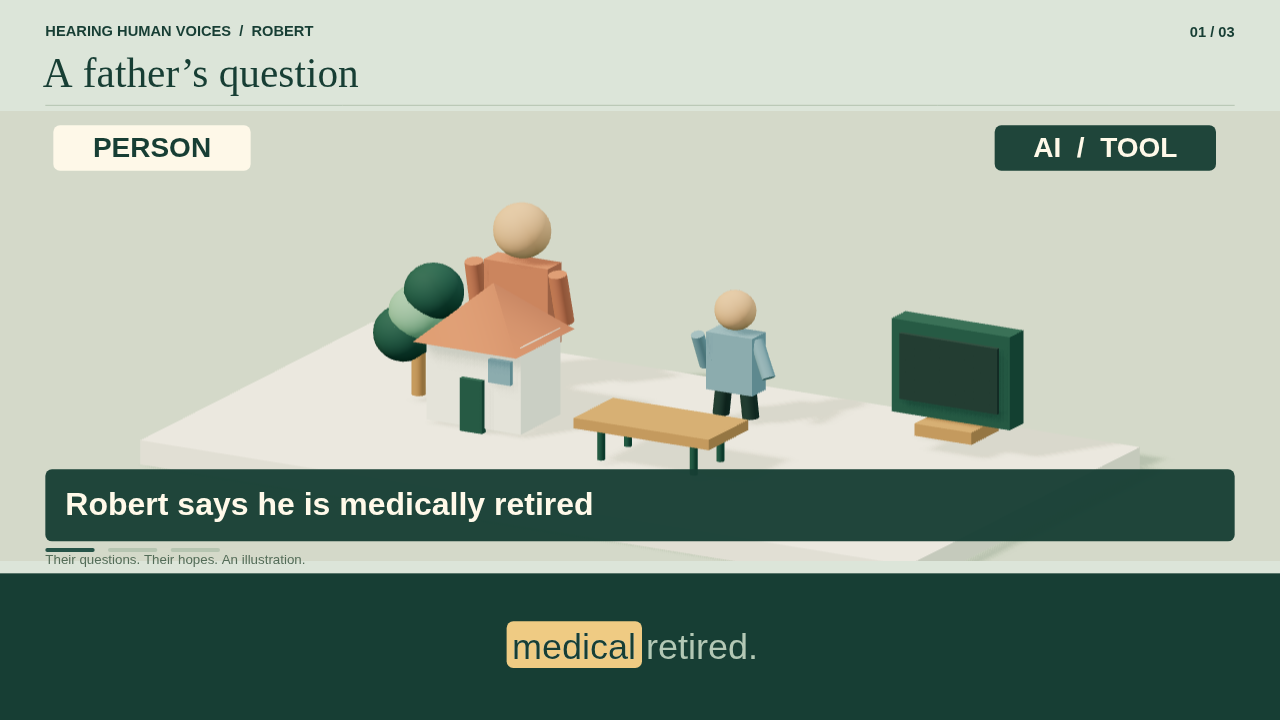 HEARING HUMAN VOICES / ROBERT
01 / 03
A father’s question
PERSON
AI / TOOL
Robert says he is medically retired
Their questions. Their hopes. An illustration.
medical retired.